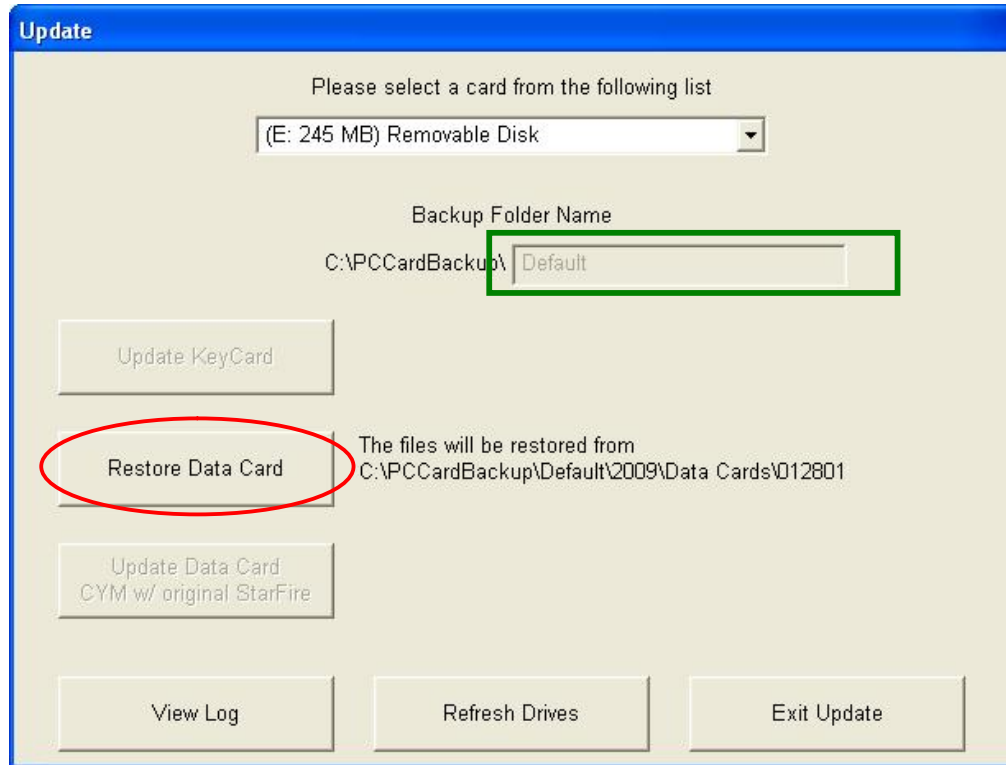 Update
Please select a card from the following list
(E: 245 MB) Removable Disk
Backup Folder Name
C:\PCCardBackup\ Default
Update KeyCard
Restore Data Card
The files will be restored from
C:\PCCardBackup\Default\2009\Data Cards\012801
Update Data Card
CYM w/ original StarFire
View Log
Refresh Drives
Exit Update